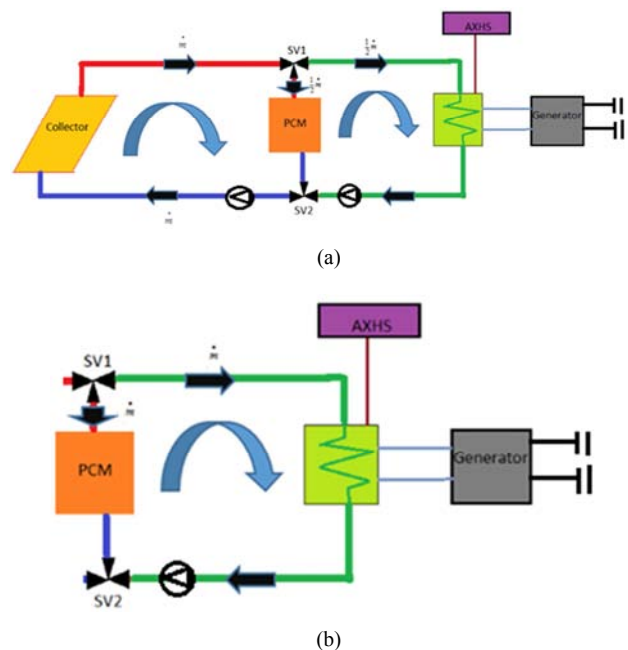 AXHS
ṁ
SV1
½ṁ
½ṁ
Collector
PCM
Generator
ṁ
SV2
(a)
AXHS
SV1
ṁ
ṁ
PCM
Generator
SV2
(b)